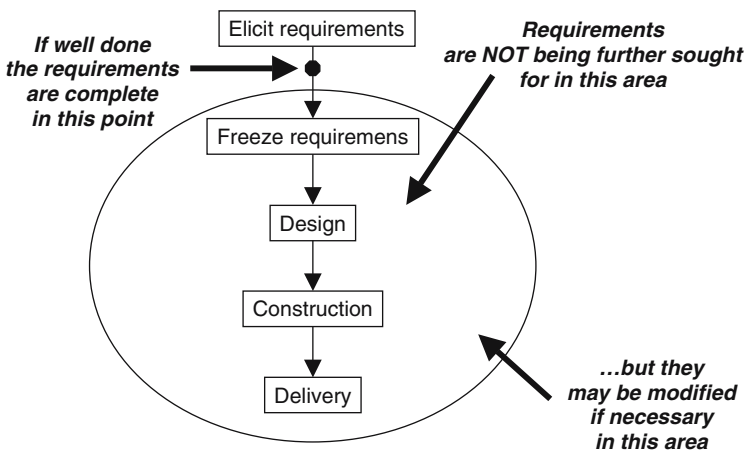 Elicit requirements
If well done
the requirements
are complete
in this point
Requirements
are NOT being further sought
for in this area
Freeze requiremens
Design
Construction
Delivery
...but they
may be modified
if necessary
in this area